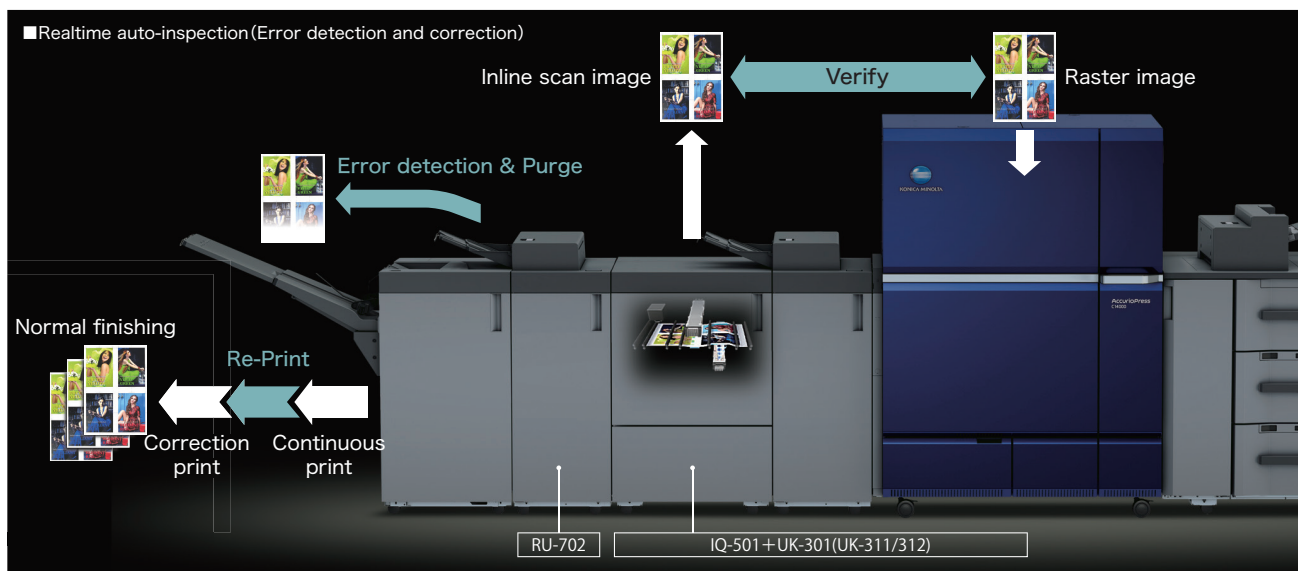 ■Realtime auto-inspection(Error detection and correction)
Inline scan image
Verify
Raster image
Error detection & Purge
KONICA MINOLTA
AccurioPress
C14000
Normal finishing
Re-Print
Correction
print
Continuous
print
RU-702
IQ-501+UK-301(UK-311/312)